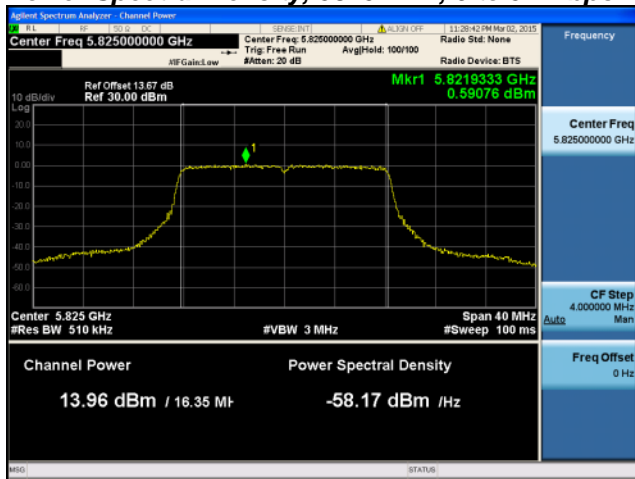 Agilent Spectrum Analyzer - Channel Power
RL RF 50 Ω DC SENSE:INT ALIGN OFF 11:28:42 PM Mar 02, 2015
Center Freq 5.825000000 GHz Center Freq: 5.825000000 GHz Radio Std: None
Trig: Free Run Avg|Hold: 100/100
#IFGain:Low #Atten: 20 dB Radio Device: BTS
Frequency
Ref Offset 13.67 dB
10 dB/div Ref 30.00 dBm
Mkr1 5.8219333 GHz
0.59076 dBm
Log
20.0
10.0
0.00
-10.0
-20.0
-30.0
-40.0
-50.0
-60.0
1
Center 5.825 GHz Span 40 MHz
#Res BW 510 kHz #VBW 3 MHz #Sweep 100 ms
Channel Power Power Spectral Density
13.96 dBm / 16.35 MH -58.17 dBm /Hz
Center Freq
5.825000000 GHz
CF Step
4.000000 MHz
Auto Man
Freq Offset
0 Hz
MSG STATUS